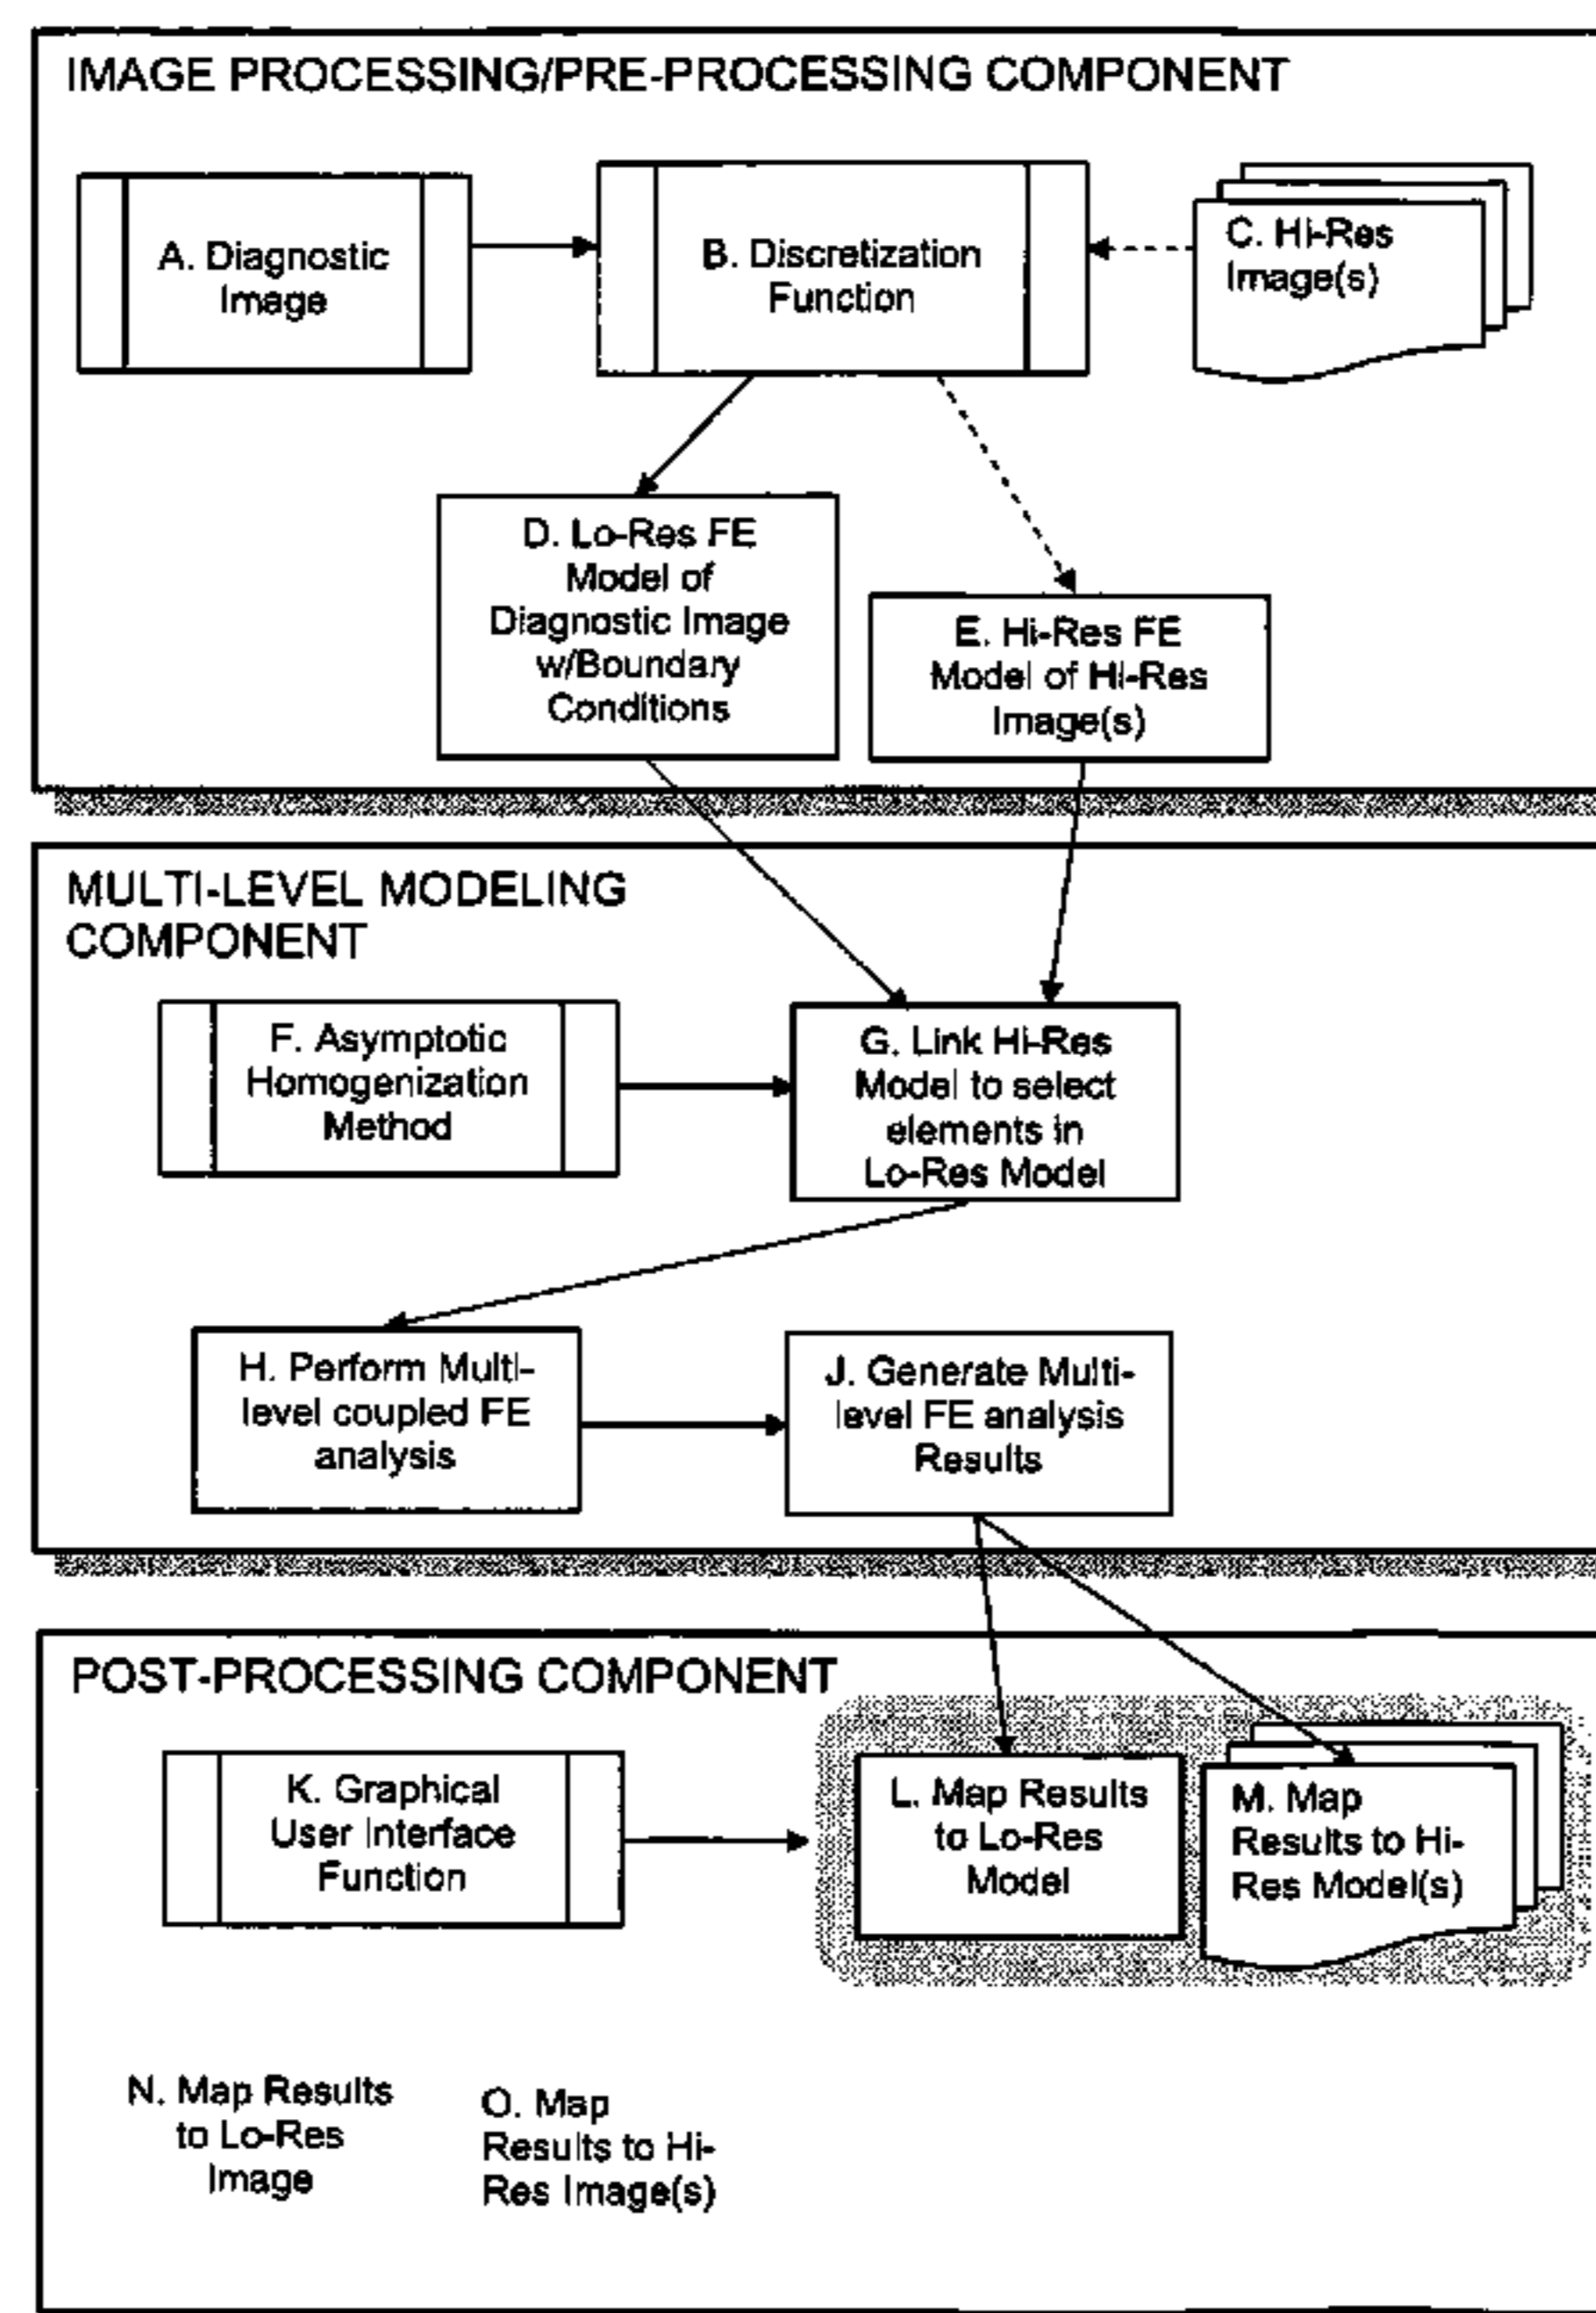 IMAGE PROCESSING/PRE-PROCESSING COMPONENT
A. Diagnostic
Image
B. Discretization
Function
C. Hi-Res
Image(s)
D. Lo-Res FE
Model of
Diagnostic Image
w/Boundary
Conditions
E. Hi-Res FE
Model of Hi-Res
Image(s)
MULTI-LEVEL MODELING
COMPONENT
F. Asymptotic
Homogenization
Method
G. Link Hi-Res
Model to select
elements in
Lo-Res Model
H. Perform Multi-
level coupled FE
analysis
J. Generate Multi-
level FE analysis
Results
POST-PROCESSING COMPONENT
K. Graphical
User Interface
Function
L. Map Results
to Lo-Res
Model
M. Map
Results to Hi-
Res Model(s)
N. Map Results
to Lo-Res
Image
O. Map
Results to Hi-
Res Image(s)